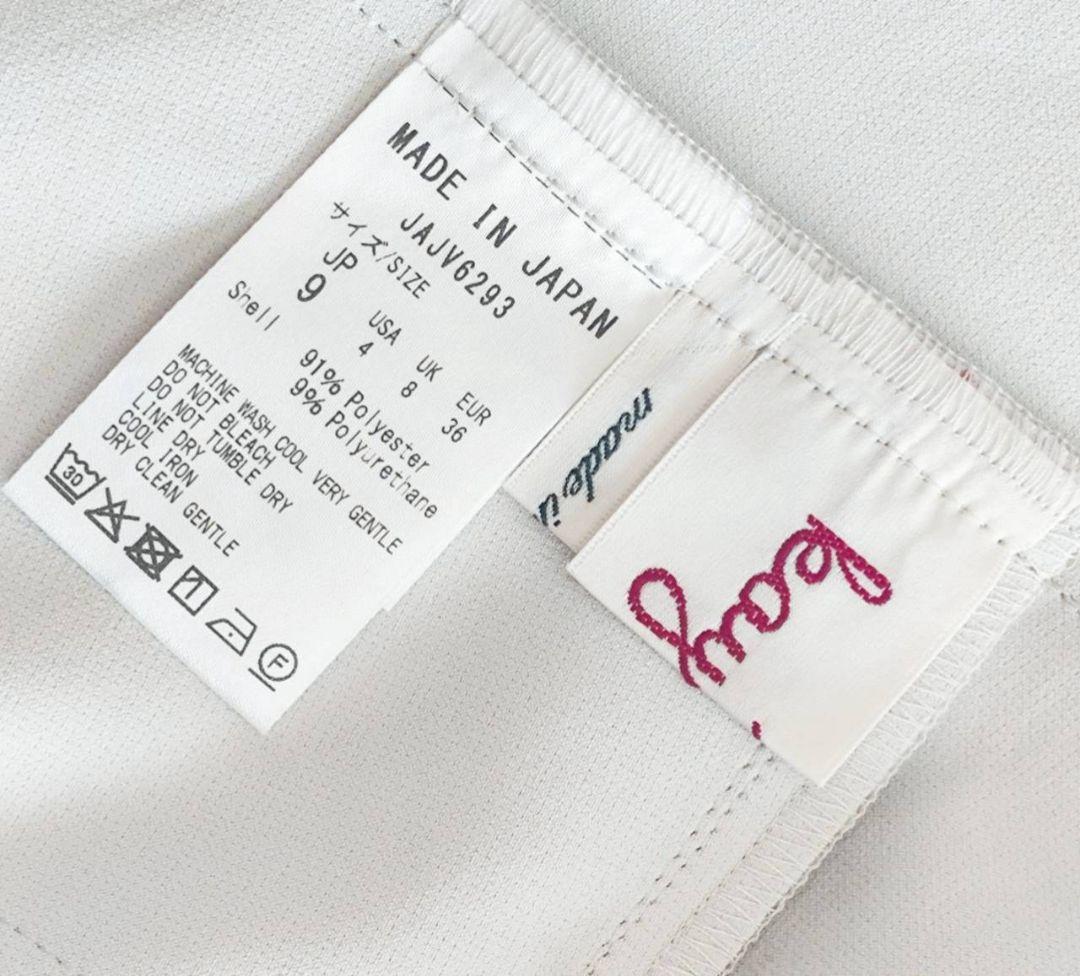 MADE IN JAPAN
JAJV6293
サイズ/SIZE
JP USA UK EUR
9 4 8 36
Shell 91% Polyester
9% Polyurethane
MACHINE WASH COOL VERY GENTLE
DO NOT BLEACH
DO NOT TUMBLE DRY
LINE DRY
COOL IRON
DRY CLEAN GENTLE
30
F
made i